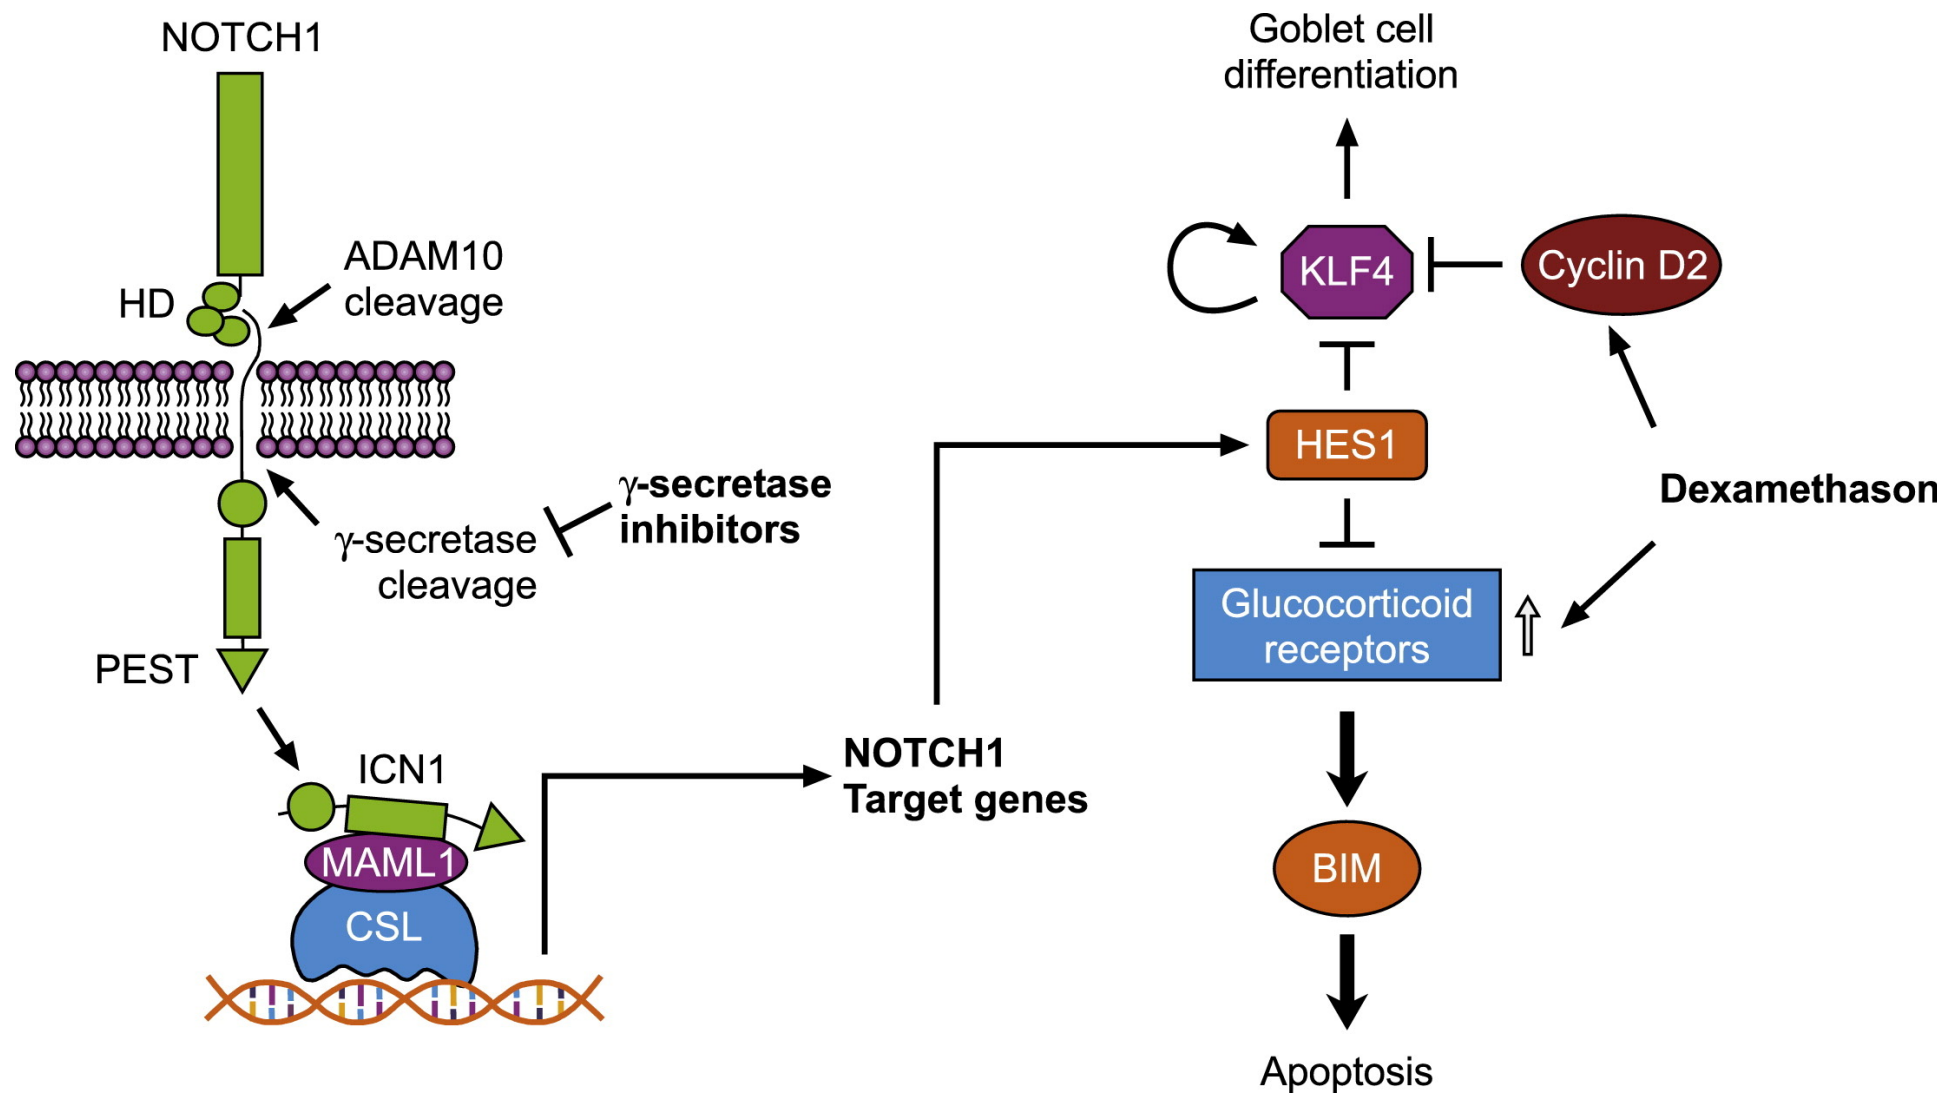 NOTCH1
HD
ADAM10
cleavage
γ-secretase
cleavage
γ-secretase
inhibitors
PEST
ICN1
MAML1
CSL
NOTCH1
Target genes
Goblet cell
differentiation
KLF4
Cyclin D2
HES1
Dexamethason
Glucocorticoid
receptors
BIM
Apoptosis